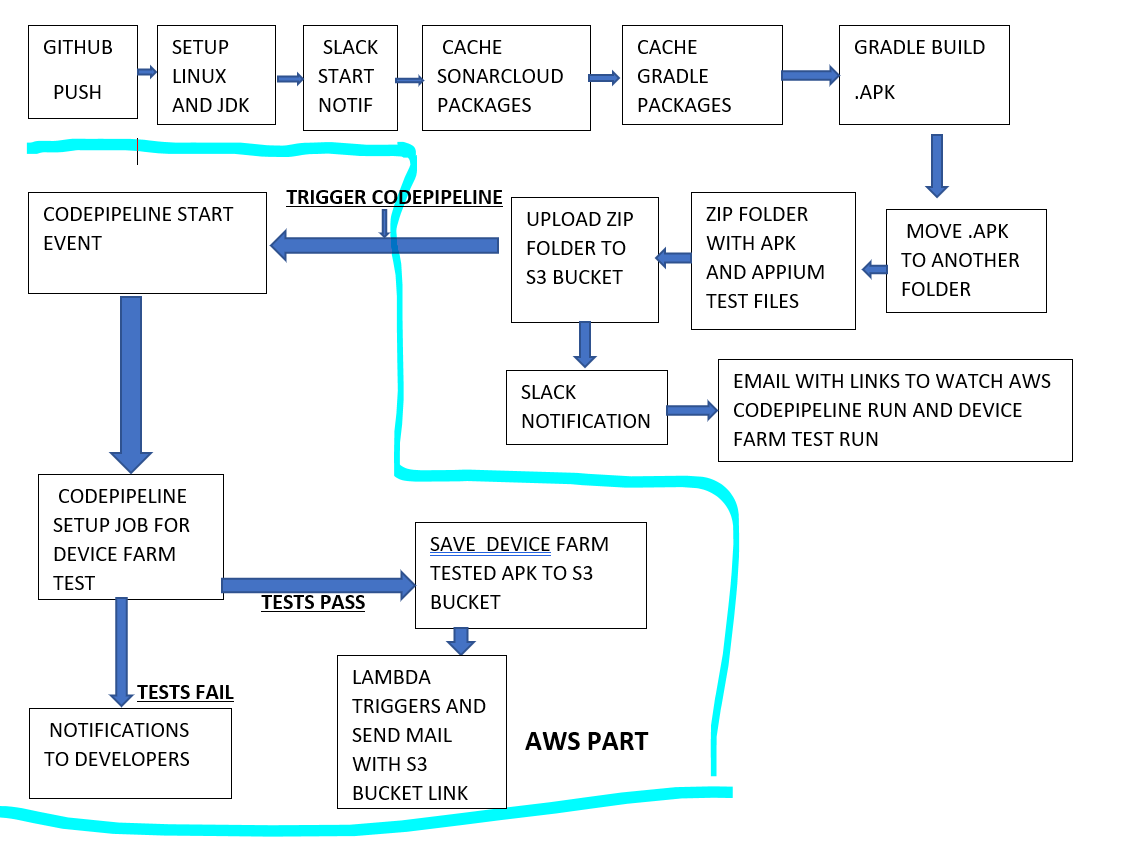 GITHUB
PUSH
SETUP
LINUX
AND JDK
SLACK
START
NOTIF
CACHE
SONARCLOUD
PACKAGES
CACHE
GRADLE
PACKAGES
GRADLE BUILD
.APK
MOVE .APK
TO ANOTHER
FOLDER
ZIP FOLDER
WITH APK
AND APPIUM
TEST FILES
UPLOAD ZIP
FOLDER TO
S3 BUCKET
TRIGGER CODEPIPELINE
CODEPIPELINE START
EVENT
SLACK
NOTIFICATION
EMAIL WITH LINKS TO WATCH AWS
CODEPIPELINE RUN AND DEVICE
FARM TEST RUN
CODEPIPELINE
SETUP JOB FOR
DEVICE FARM
TEST
TESTS PASS
SAVE  DEVICE FARM
TESTED APK TO S3
BUCKET
TESTS FAIL
NOTIFICATIONS
TO DEVELOPERS
LAMBDA
TRIGGERS AND
SEND MAIL
WITH S3
BUCKET LINK
AWS PART